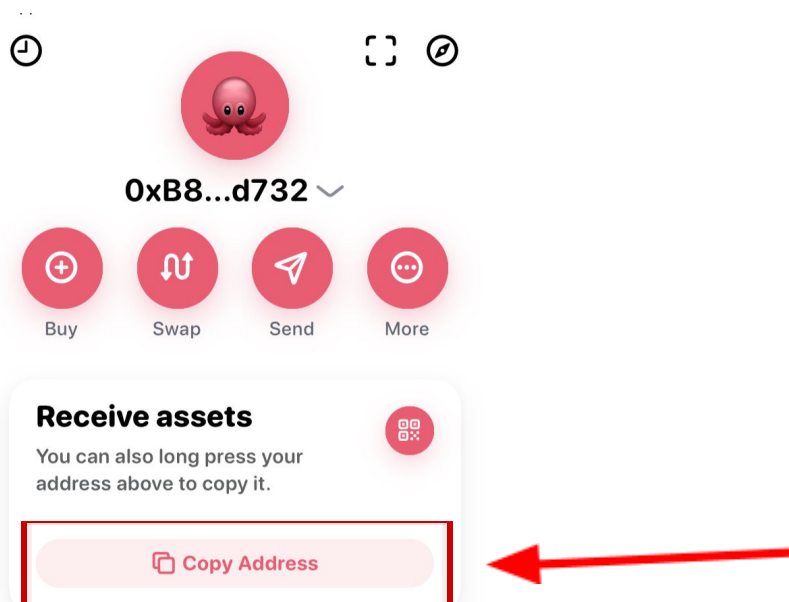 0xB8...d732
Buy
Swap
Send
More
Receive assets
You can also long press your
address above to copy it.
Copy Address